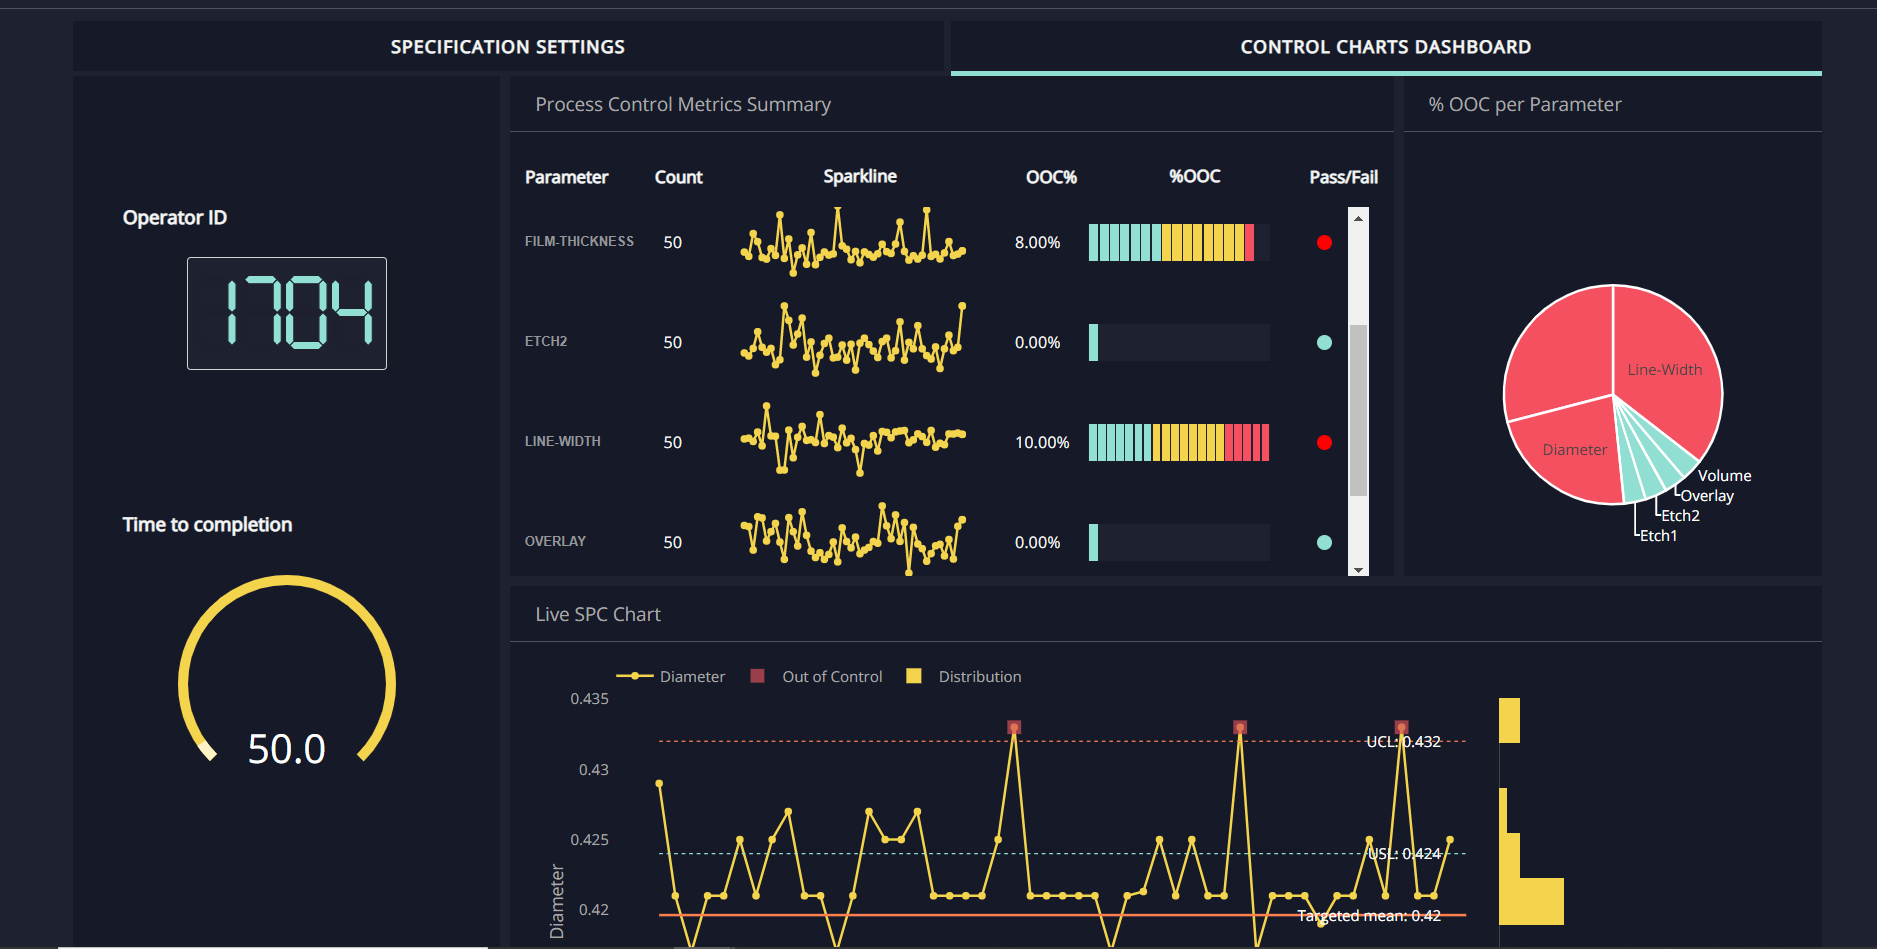 SPECIFICATION SETTINGS
CONTROL CHARTS DASHBOARD
Operator ID
1704
Time to completion
50.0
Process Control Metrics Summary
Parameter Count Sparkline OOC% %OOC Pass/Fail
FILM-THICKNESS 50 8.00%
ETCH2 50 0.00%
LINE-WIDTH 50 10.00%
OVERLAY 50 0.00%
% OOC per Parameter
Line-Width
Diameter
Volume
Overlay
Etch2
Etch1
Live SPC Chart
Diameter Out of Control Distribution
0.435
UCL: 0.432
0.43
0.425
USL: 0.424
0.42
Targeted mean: 0.42
Diameter